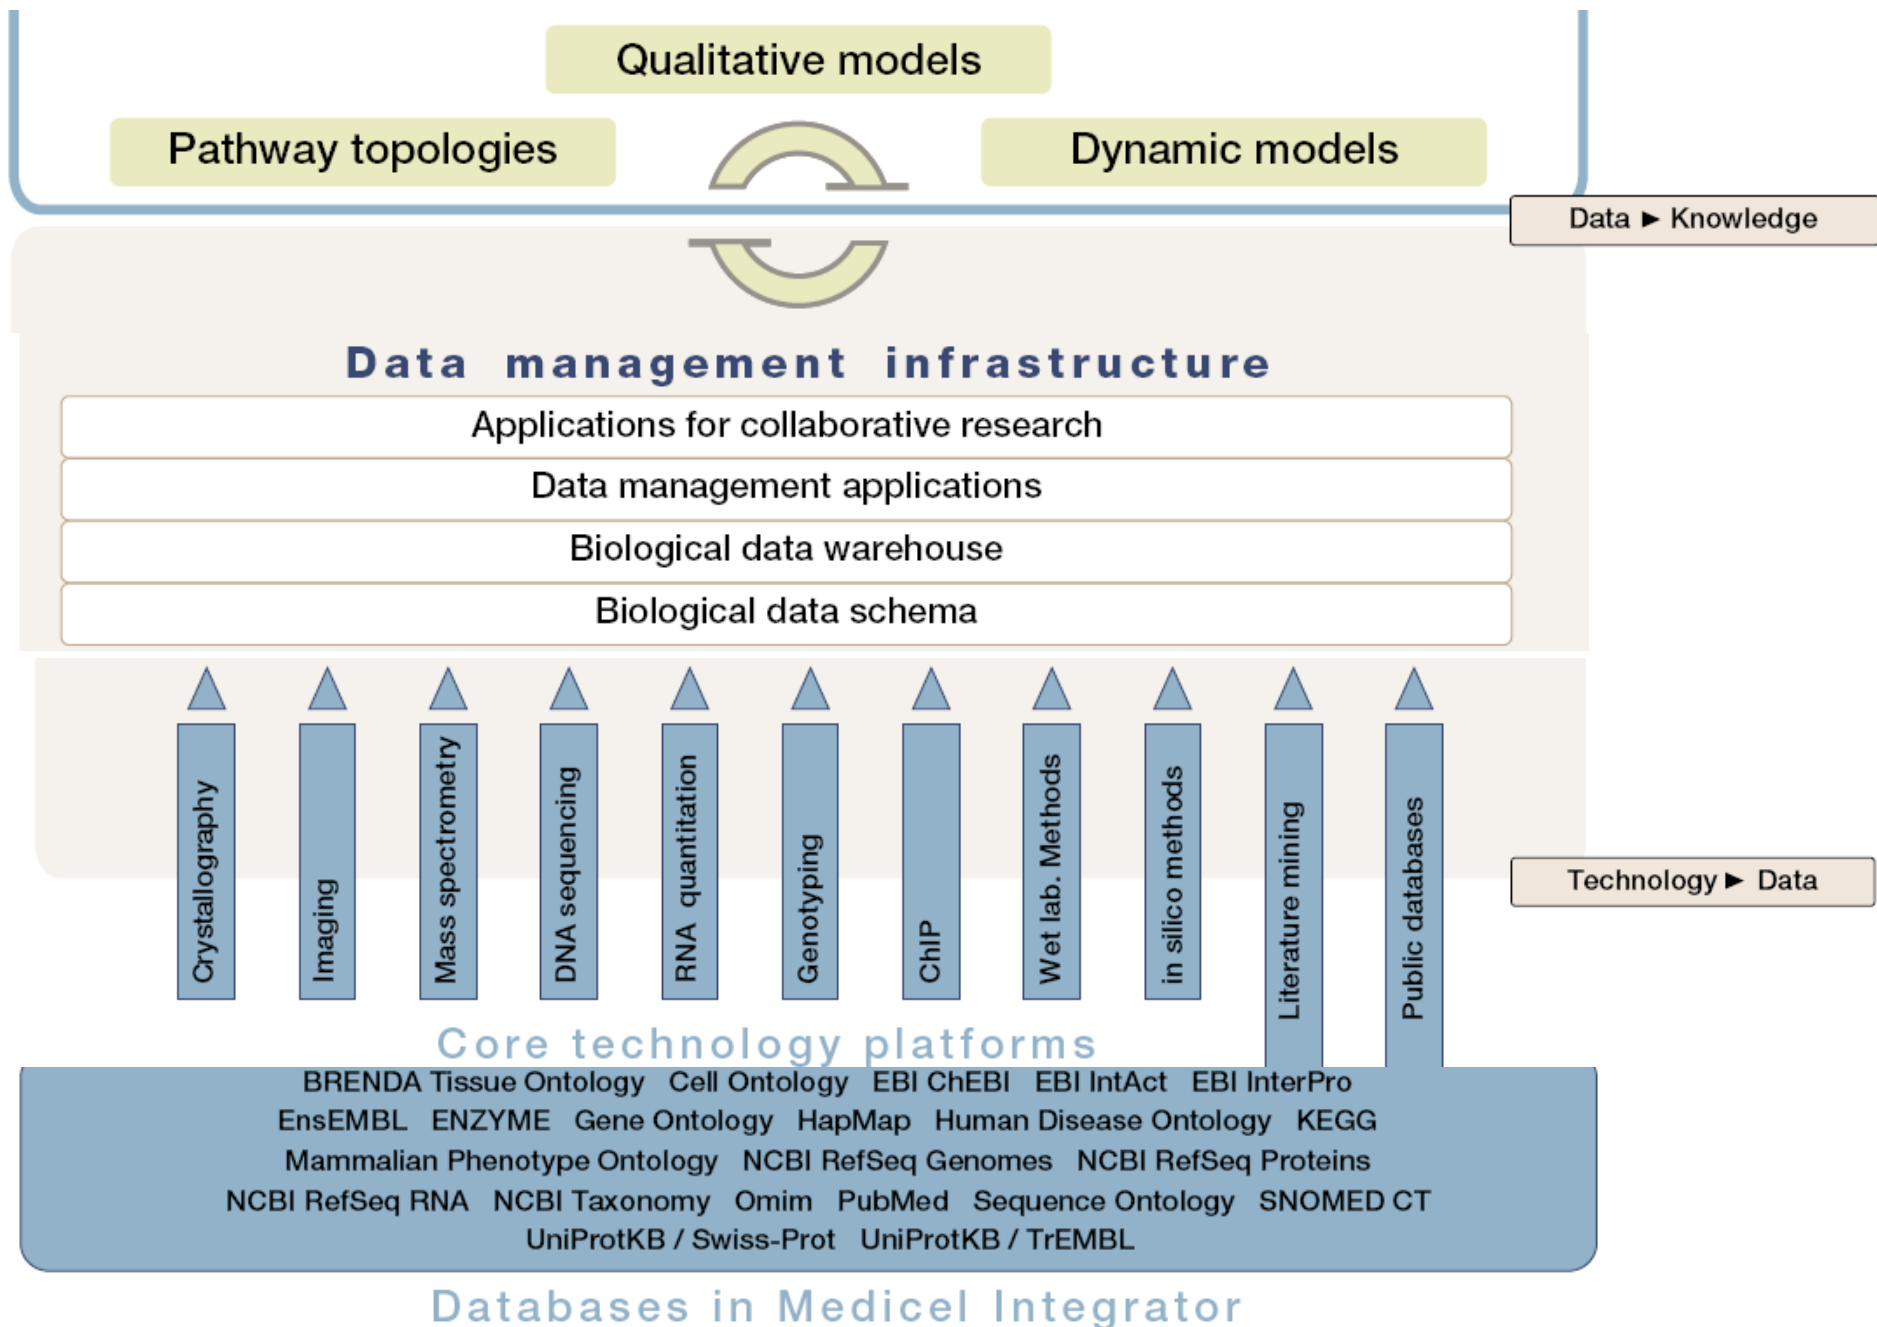 Qualitative models
Pathway topologies
Dynamic models
Data ► Knowledge
Data management infrastructure
Applications for collaborative research
Data management applications
Biological data warehouse
Biological data schema
Crystallography
Imaging
Mass spectrometry
DNA sequencing
RNA quantitation
Genotyping
ChIP
Wet lab. Methods
in silico methods
Literature mining
Public databases
Technology ► Data
Core technology platforms
BRENDA Tissue Ontology Cell Ontology EBI ChEBI EBI IntAct EBI InterPro
EnsEMBL ENZYME Gene Ontology HapMap Human Disease Ontology KEGG
Mammalian Phenotype Ontology NCBI RefSeq Genomes NCBI RefSeq Proteins
NCBI RefSeq RNA NCBI Taxonomy Omim PubMed Sequence Ontology SNOMED CT
UniProtKB / Swiss-Prot UniProtKB / TrEMBL
Databases in Medicel Integrator